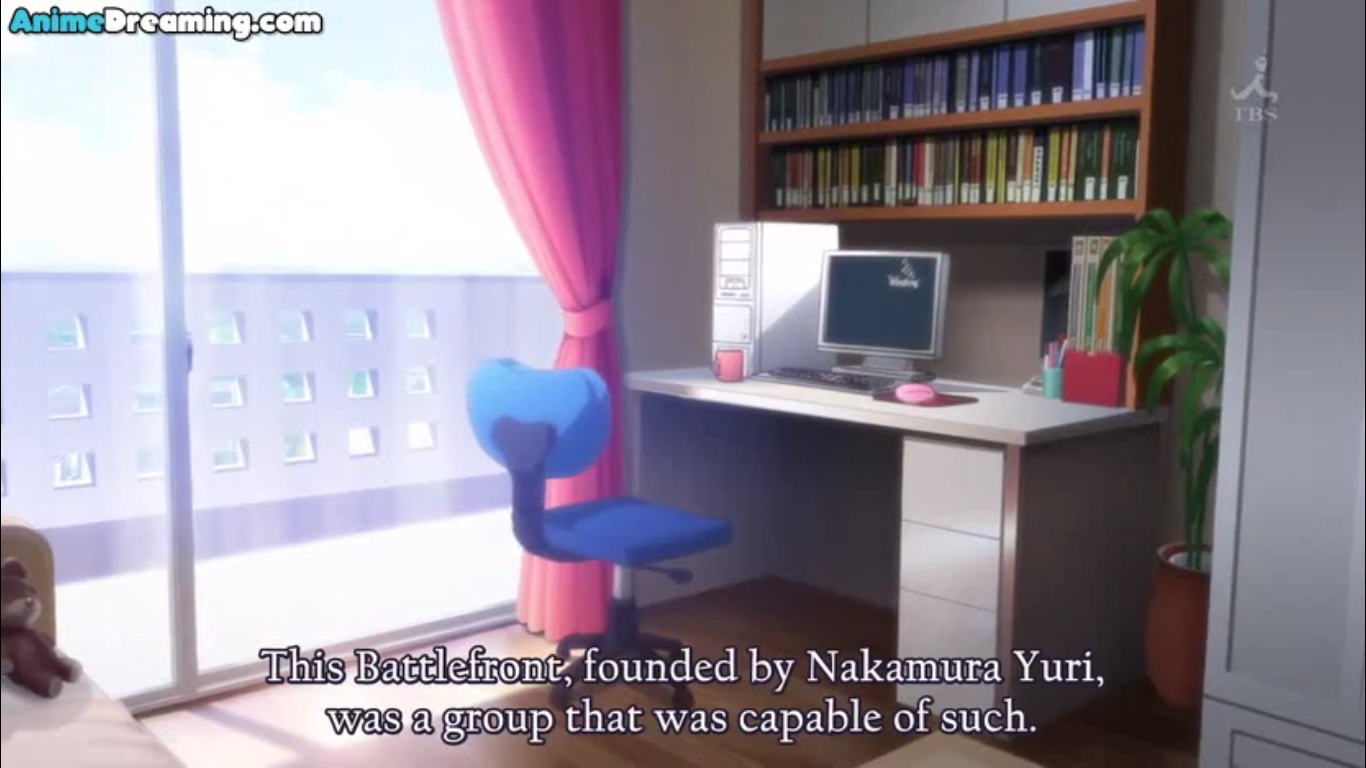 AnimeDreaming.com
TBS
This Battlefront, founded by Nakamura Yuri,
was a group that was capable of such.